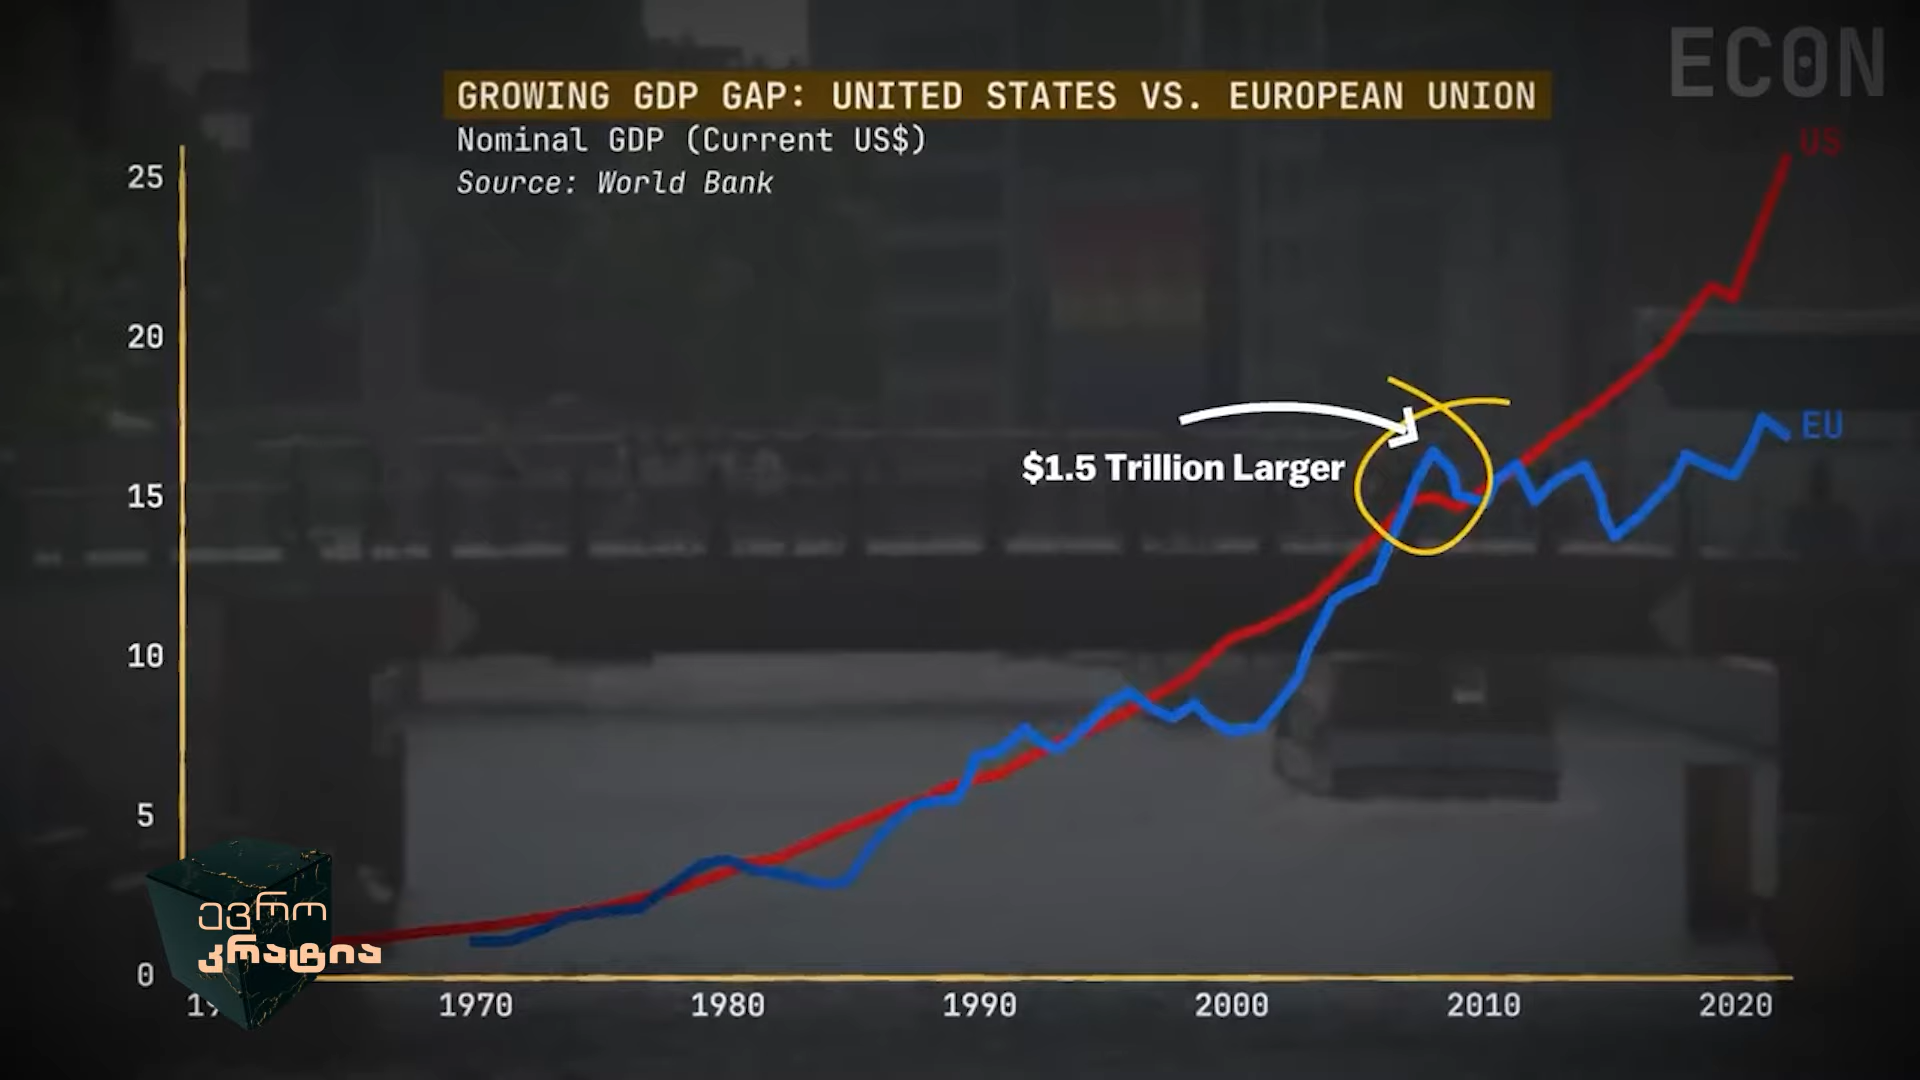 ECON
GROWING GDP GAP: UNITED STATES VS. EUROPEAN UNION
Nominal GDP (Current US$)
Source: World Bank
US
25
20
EU
$1.5 Trillion Larger
15
10
5
ევრო
კრატია
0
1970
1980
1990
2000
2010
2020